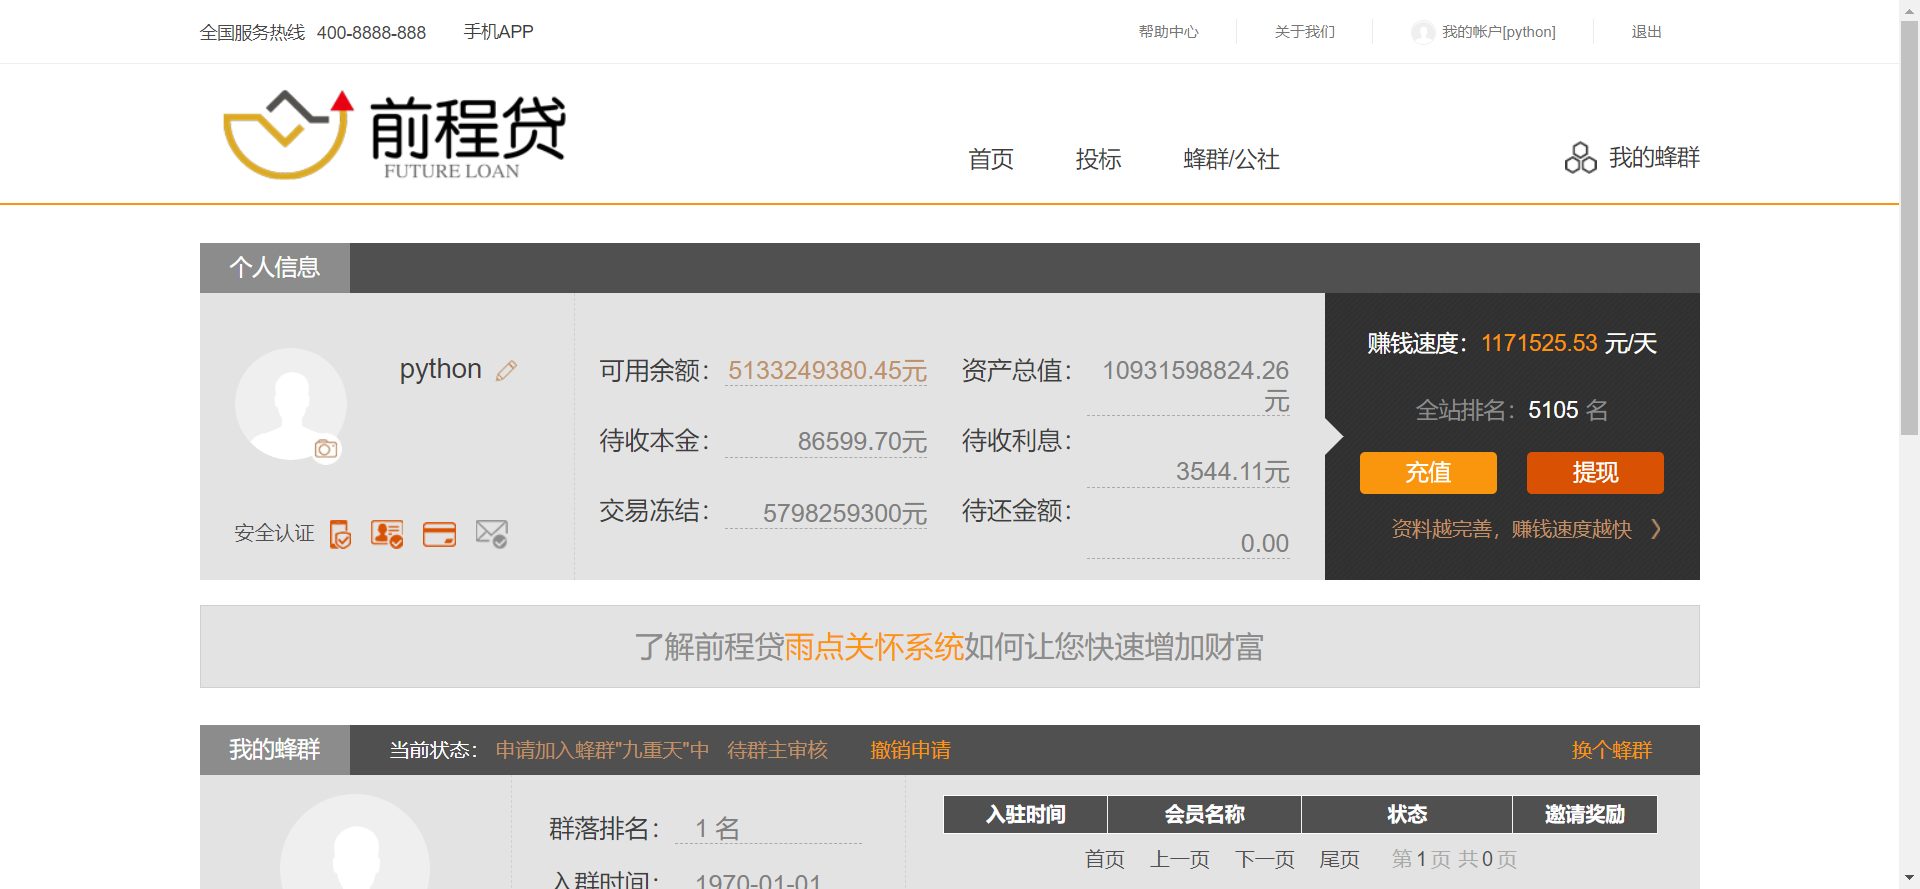 全国服务热线 400-8888-888 手机APP 帮助中心 关于我们 我的帐户[python] 退出
前程贷
FUTURE LOAN
首页 投标 蜂群/公社 我的蜂群
个人信息
python
安全认证
可用余额： 5133249380.45元 资产总值： 10931598824.26
元
待收本金： 86599.70元 待收利息：
3544.11元
交易冻结： 5798259300元 待还金额：
0.00
赚钱速度： 1171525.53 元/天
全站排名： 5105 名
充值 提现
资料越完善，赚钱速度越快
了解前程贷雨点关怀系统如何让您快速增加财富
我的蜂群 当前状态： 申请加入蜂群"九重天"中 待群主审核 撤销申请 换个蜂群
群落排名： 1 名
入群时间： 1970-01-01
入驻时间 会员名称 状态 邀请奖励
首页 上一页 下一页 尾页 第1页 共0页